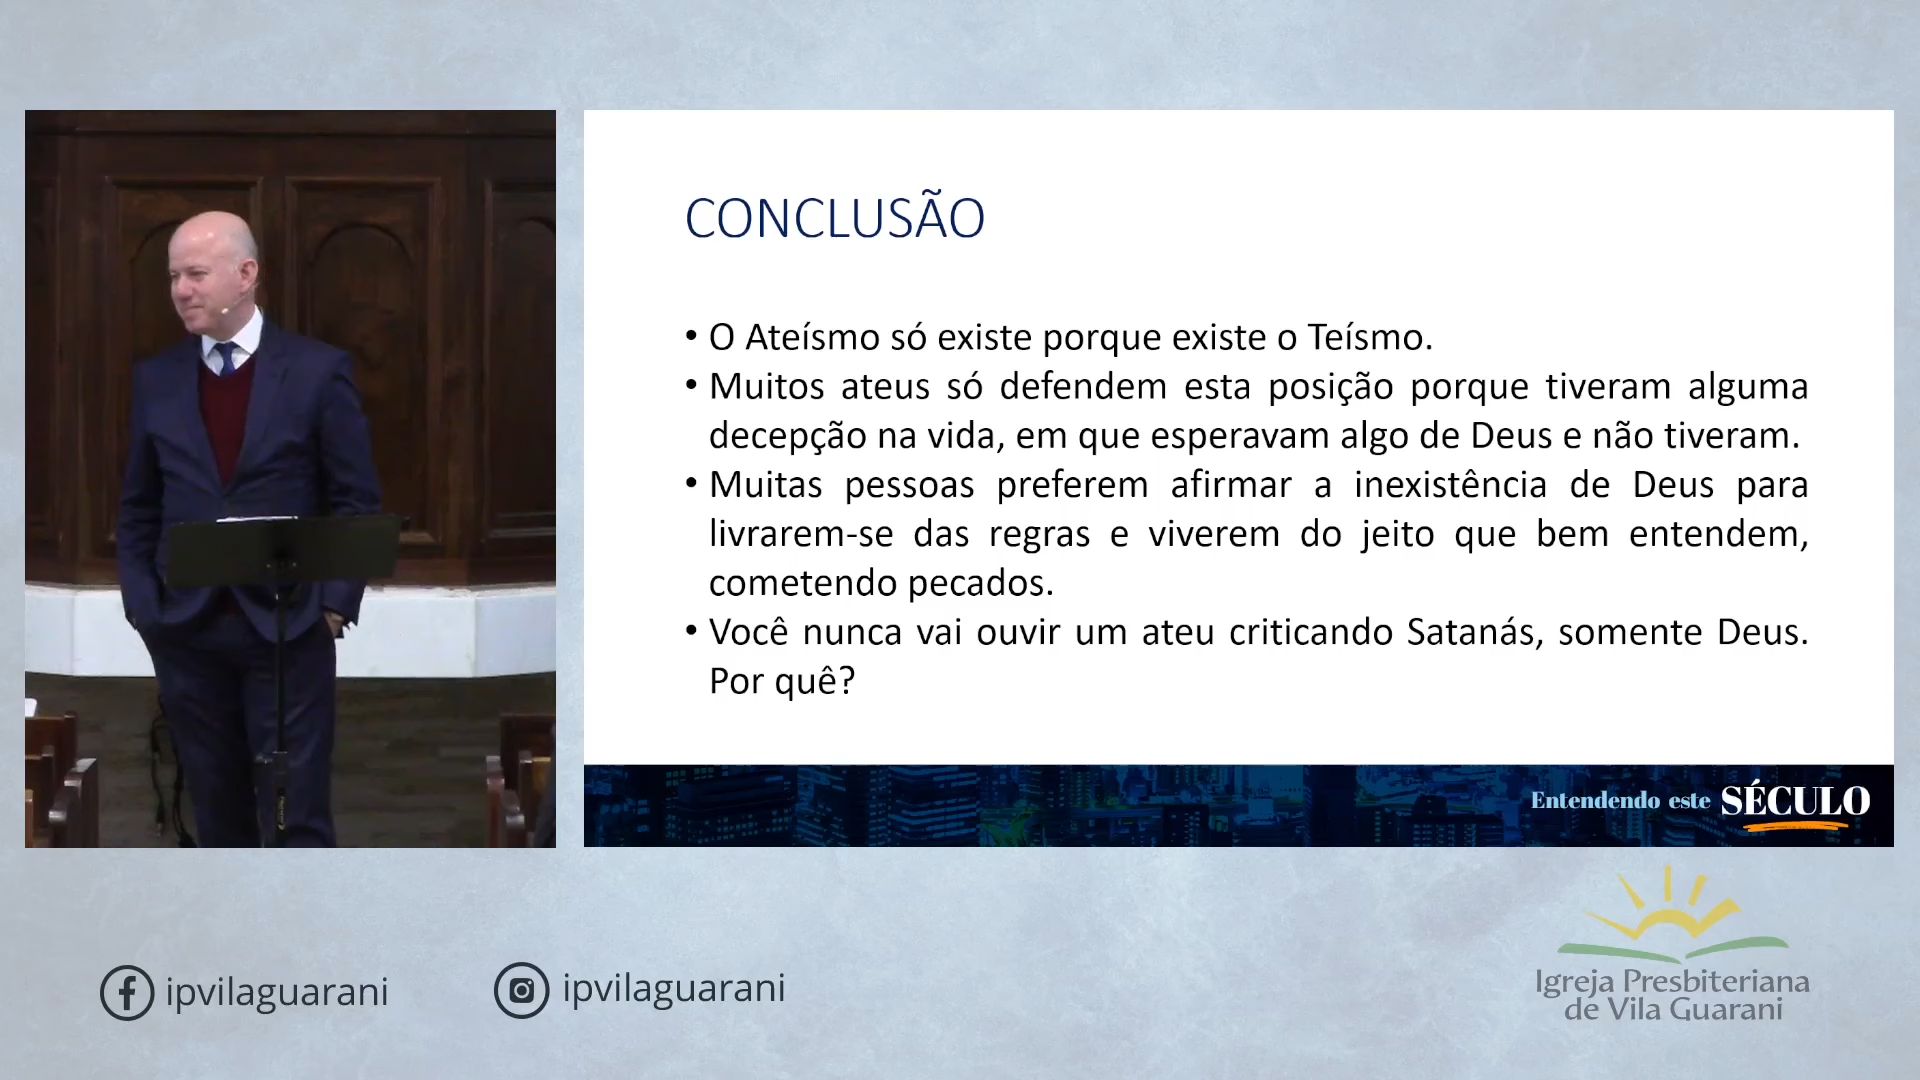 CONCLUSÃO
• O Ateísmo só existe porque existe o Teísmo.
• Muitos ateus só defendem esta posição porque tiveram alguma
decepção na vida, em que esperavam algo de Deus e não tiveram.
• Muitas pessoas preferem afirmar a inexistência de Deus para
livrarem-se das regras e viverem do jeito que bem entendem,
cometendo pecados.
• Você nunca vai ouvir um ateu criticando Satanás, somente Deus.
Por quê?
Entendendo este SÉCULO
ipvilaguarani
ipvilaguarani
Igreja Presbiteriana
de Vila Guarani